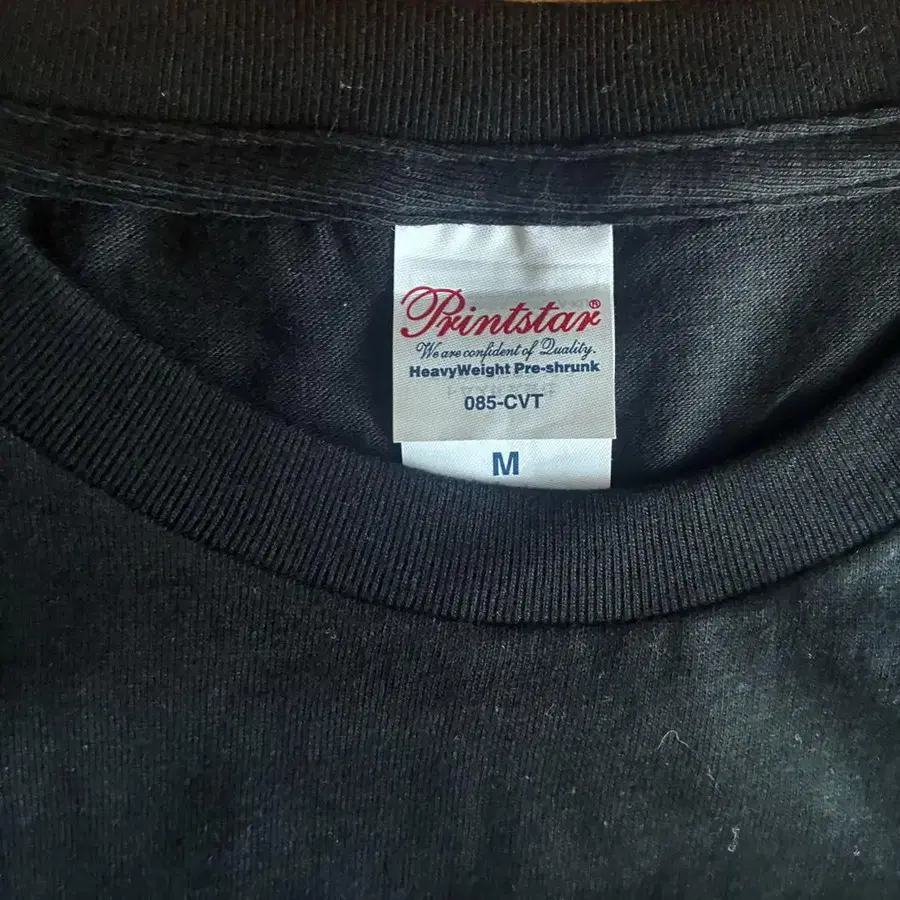 Printstar®
We are confident of Quality.
HeavyWeight Pre-shrunk
085-CVT
M